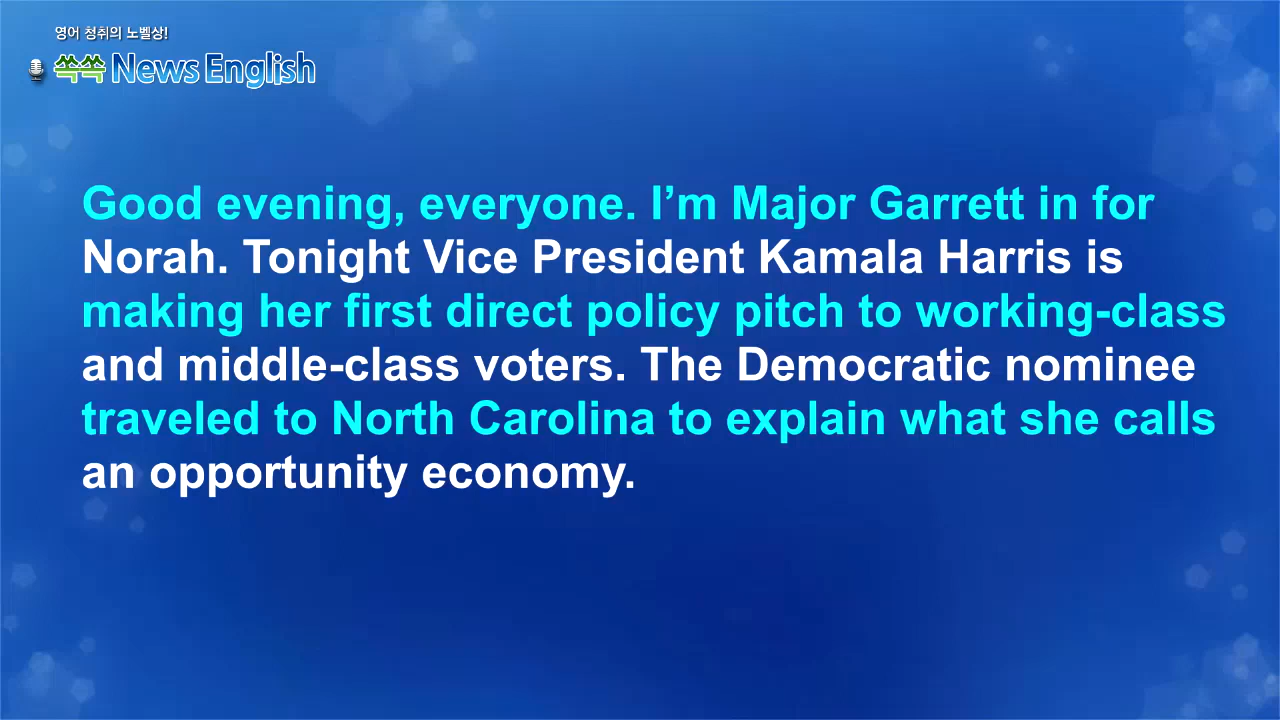 영어 청취의 노벨상!
쏙쏙 News English
Good evening, everyone. I’m Major Garrett in for
Norah. Tonight Vice President Kamala Harris is
making her first direct policy pitch to working-class
and middle-class voters. The Democratic nominee
traveled to North Carolina to explain what she calls
an opportunity economy.